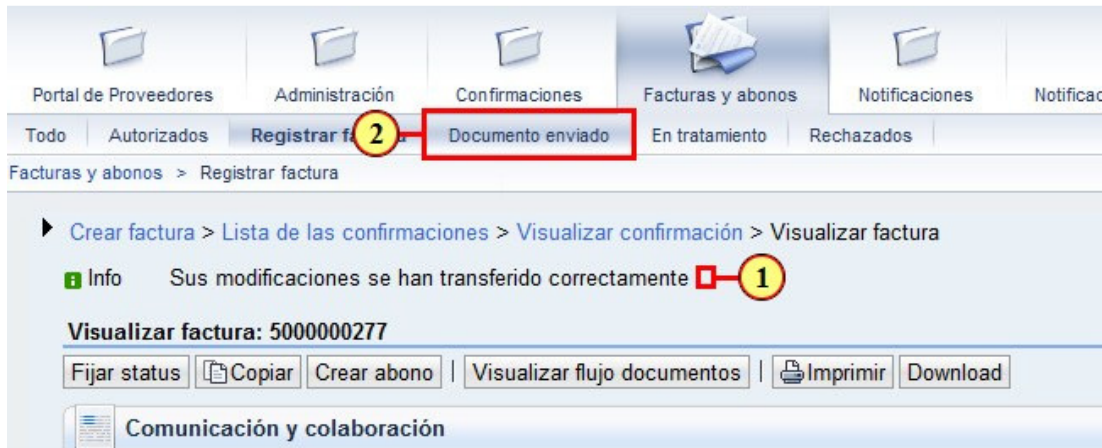 Portal de Proveedores Administración Confirmaciones Facturas y abonos Notificaciones Notificac
Todo Autorizados Registrar 2 Documento enviado En tratamiento Rechazados
Facturas y abonos > Registrar factura
Crear factura > Lista de las confirmaciones > Visualizar confirmación > Visualizar factura
Info Sus modificaciones se han transferido correctamente 1
Visualizar factura: 5000000277
Fijar status Copiar Crear abono | Visualizar flujo documentos | Imprimir Download
Comunicación y colaboración